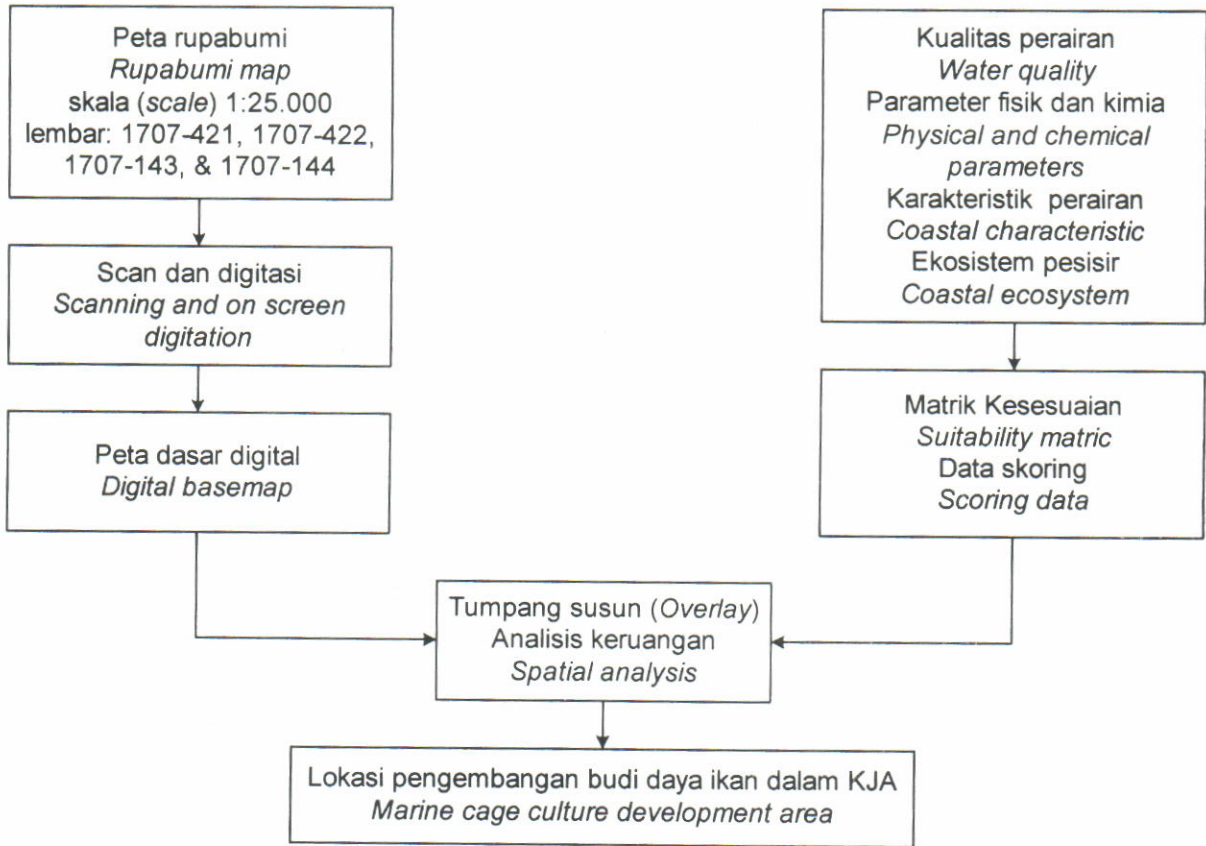 Peta rupabumi
Rupabumi map
skala (scale) 1:25.000
lembar: 1707-421, 1707-422,
1707-143, & 1707-144
Scan dan digitasi
Scanning and on screen
digitation
Peta dasar digital
Digital basemap
Kualitas perairan
Water quality
Parameter fisik dan kimia
Physical and chemical
parameters
Karakteristik perairan
Coastal characteristic
Ekosistem pesisir
Coastal ecosystem
Matrik Kesesuaian
Suitability matric
Data skoring
Scoring data
Tumpang susun (Overlay)
Analisis keruangan
Spatial analysis
Lokasi pengembangan budi daya ikan dalam KJA
Marine cage culture development area